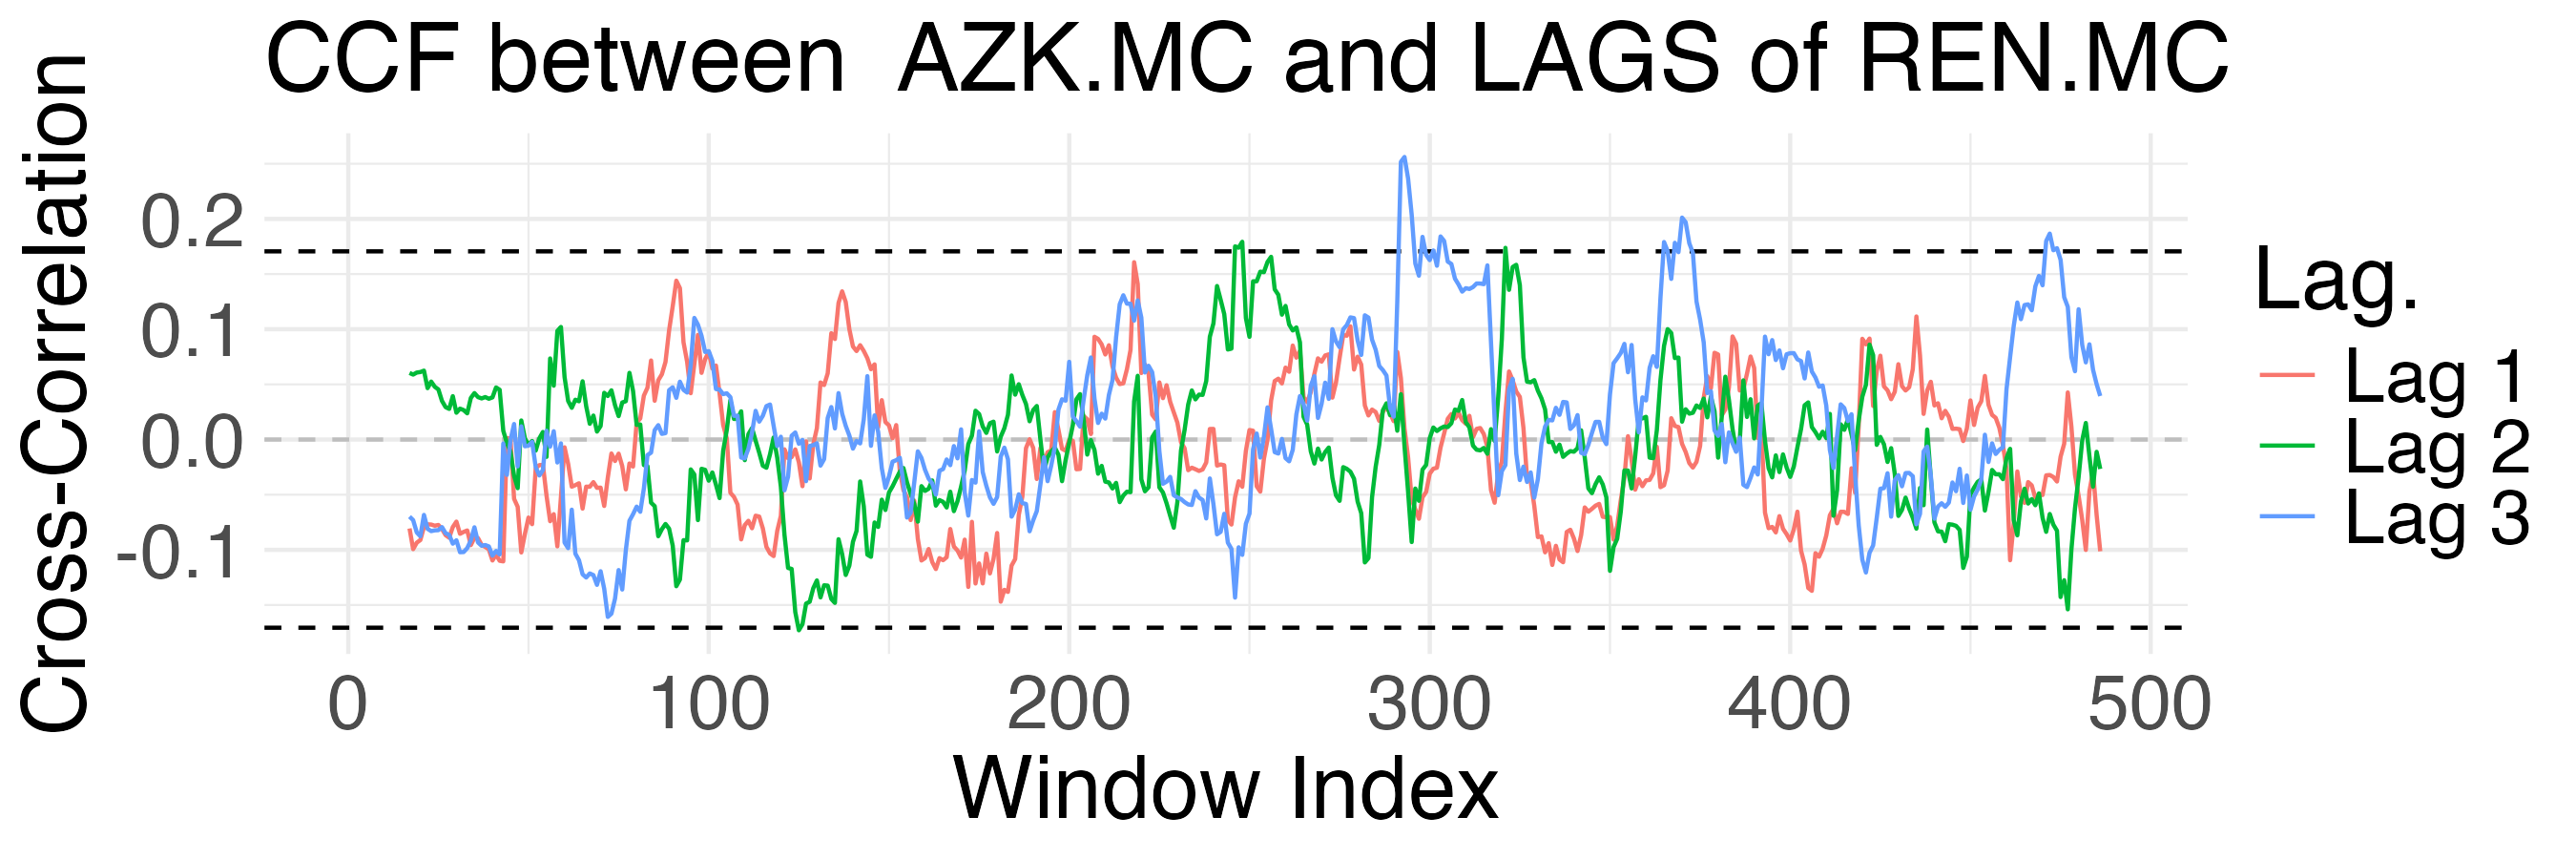 CCF between  AZK.MC and LAGS of REN.MC
Cross-Correlation
0.2
0.1
0.0
-0.1
0
100
200
300
400
500
Window Index
Lag.
Lag 1
Lag 2
Lag 3